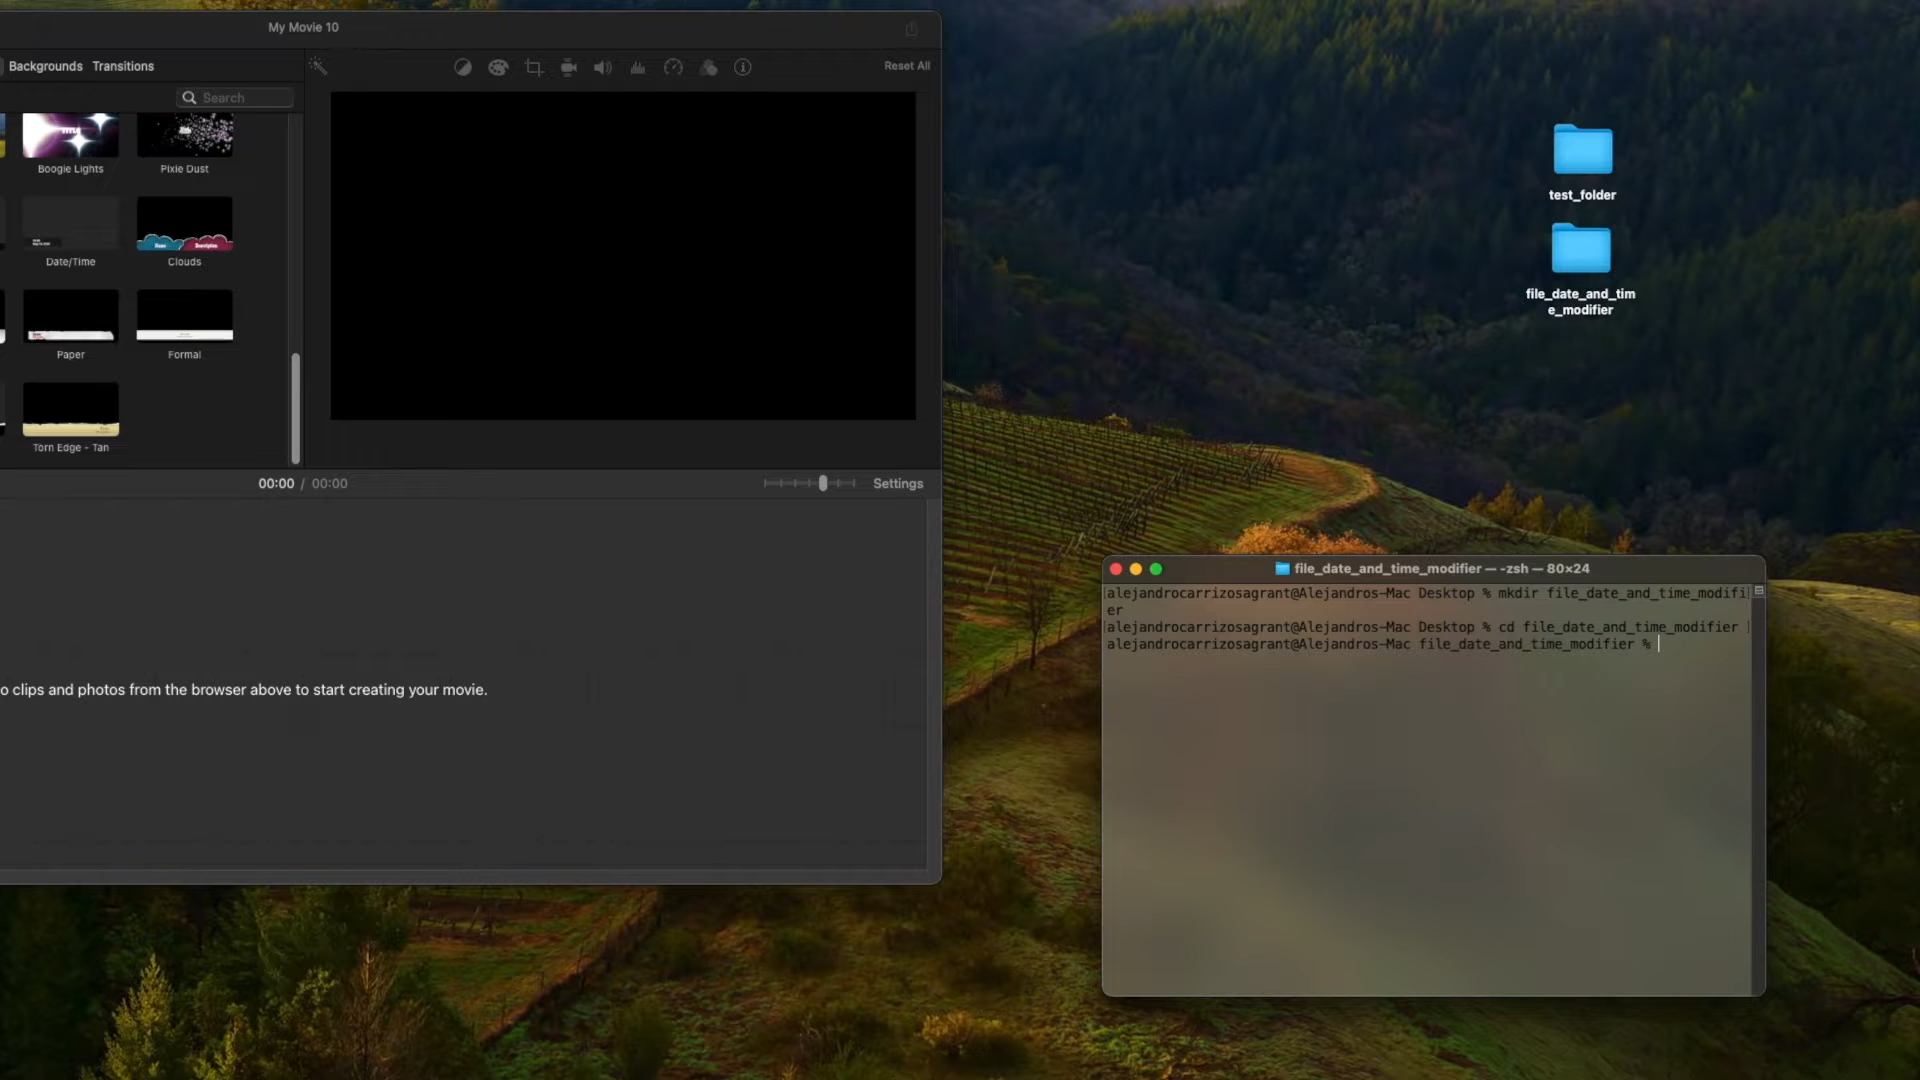 My Movie 10
Backgrounds Transitions
Reset All
Search
Boogie Lights
Pixie Dust
Date/Time
Clouds
Paper
Formal
Torn Edge - Tan
00:00 / 00:00
Settings
o clips and photos from the browser above to start creating your movie.
test_folder
file_date_and_tim
e_modifier
file_date_and_time_modifier — -zsh — 80×24
alejandrocarrizosagrant@Alejandros-Mac Desktop % mkdir file_date_and_time_modifi
er
alejandrocarrizosagrant@Alejandros-Mac Desktop % cd file_date_and_time_modifier
alejandrocarrizosagrant@Alejandros-Mac file_date_and_time_modifier %